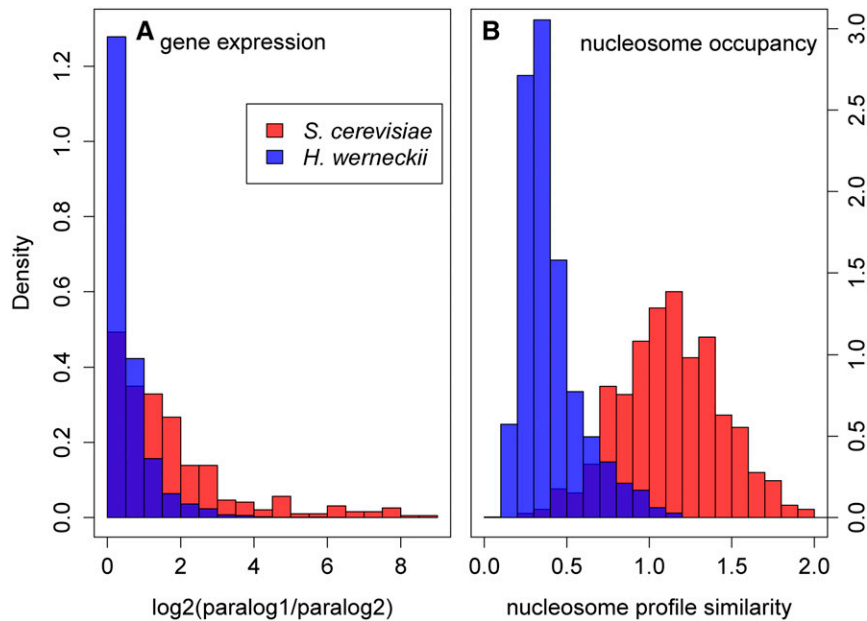 A
gene expression
S. cerevisiae
H. werneckii
Density
0.0 0.2 0.4 0.6 0.8 1.0 1.2
0 2 4 6 8
log2(paralog1/paralog2)
B
nucleosome occupancy
0.0 0.5 1.0 1.5 2.0 2.5 3.0
0.0 0.5 1.0 1.5 2.0
nucleosome profile similarity